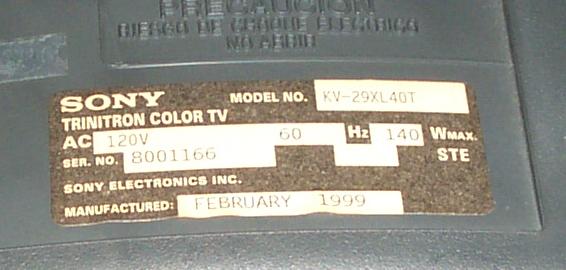 PRECAUCION
RIESGO DE CHOQUE ELECTRICO
NO ABRIR
SONY MODEL NO. KV-29XL40T
TRINITRON COLOR TV
AC 120V 60 Hz 140 WMAX.
SER. NO. 8001166 STE
SONY ELECTRONICS INC.
MANUFACTURED: FEBRUARY 1999